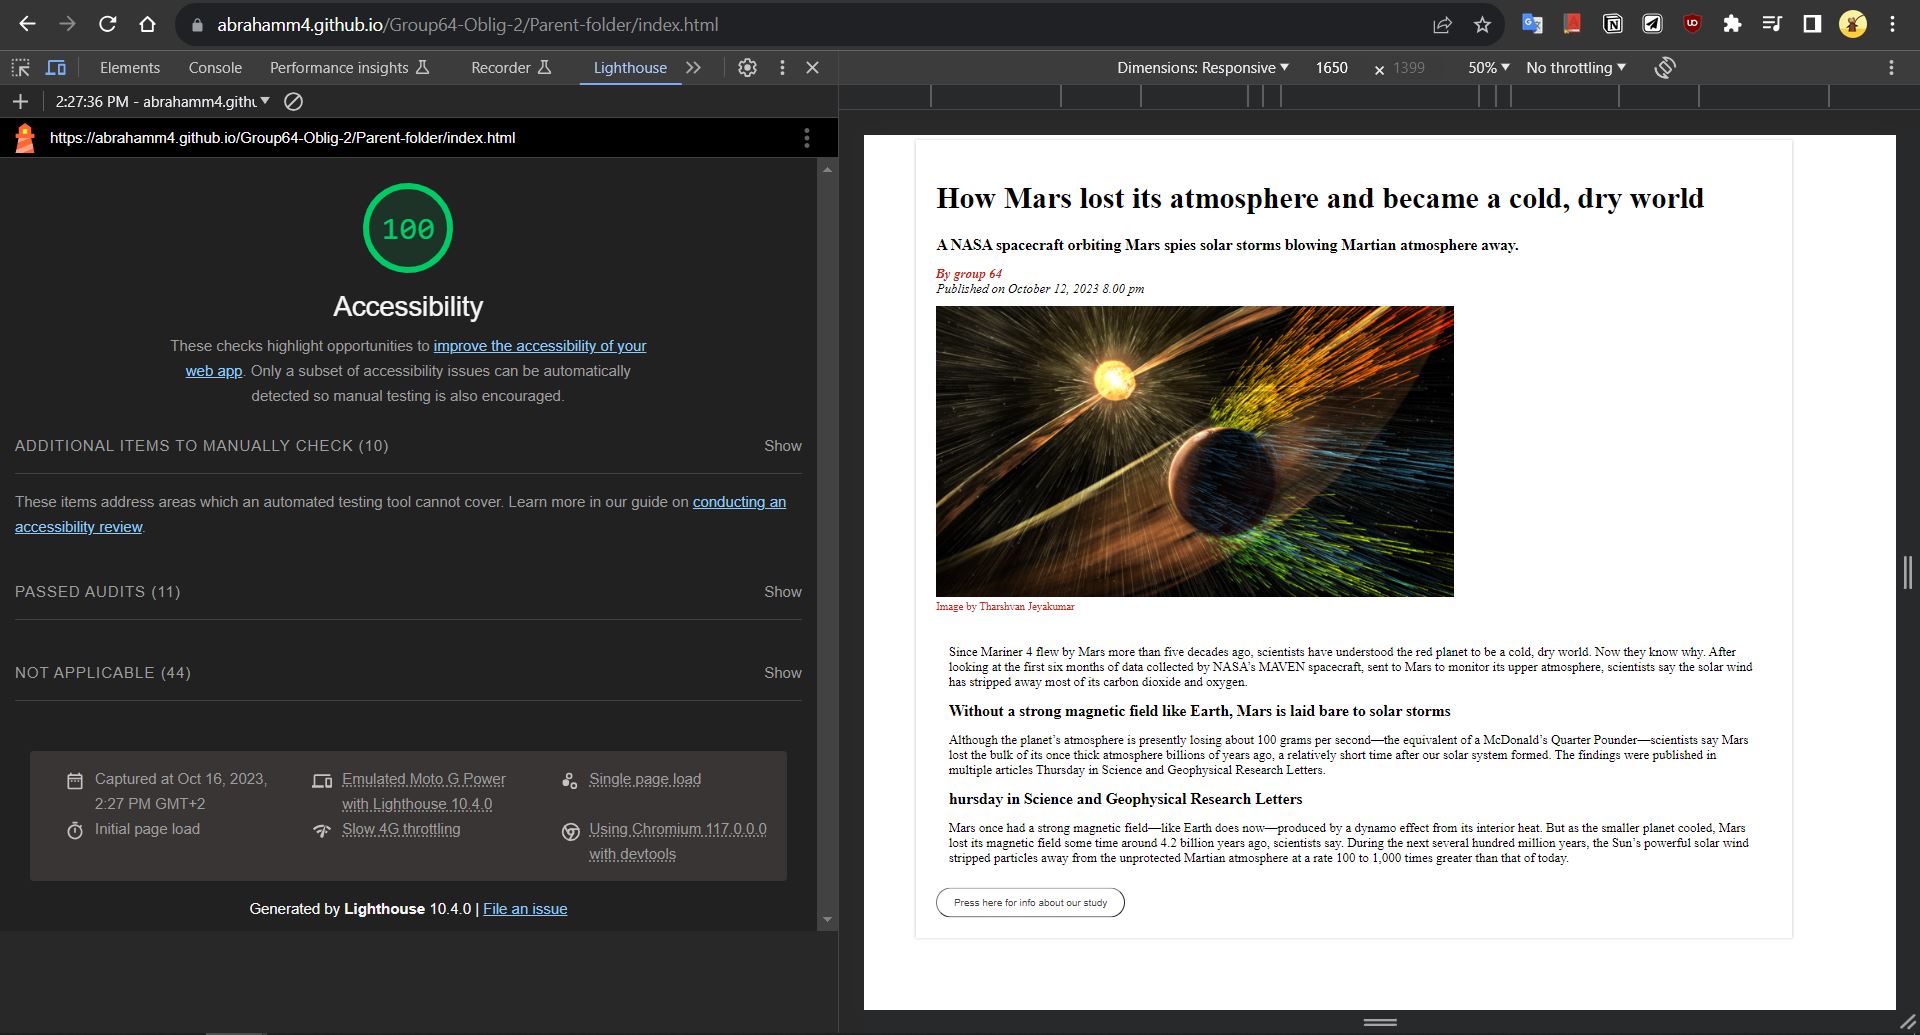 abrahamm4.github.io/Group64-Oblig-2/Parent-folder/index.html
Elements Console Performance insights Recorder Lighthouse
Dimensions: Responsive 1650 × 1399 50% No throttling
2:27:36 PM - abrahamm4.githu
https://abrahamm4.github.io/Group64-Oblig-2/Parent-folder/index.html
100
Accessibility
These checks highlight opportunities to improve the accessibility of your
web app. Only a subset of accessibility issues can be automatically
detected so manual testing is also encouraged.
ADDITIONAL ITEMS TO MANUALLY CHECK (10) Show
These items address areas which an automated testing tool cannot cover. Learn more in our guide on conducting an
accessibility review.
PASSED AUDITS (11) Show
NOT APPLICABLE (44) Show
Captured at Oct 16, 2023,
2:27 PM GMT+2
Emulated Moto G Power
with Lighthouse 10.4.0
Single page load
Initial page load
Slow 4G throttling
Using Chromium 117.0.0.0
with devtools
Generated by Lighthouse 10.4.0 | File an issue
How Mars lost its atmosphere and became a cold, dry world
A NASA spacecraft orbiting Mars spies solar storms blowing Martian atmosphere away.
By group 64
Published on October 12, 2023 8.00 pm
Image by Tharshvan Jeyakumar
Since Mariner 4 flew by Mars more than five decades ago, scientists have understood the red planet to be a cold, dry world. Now they know why. After
looking at the first six months of data collected by NASA's MAVEN spacecraft, sent to Mars to monitor its upper atmosphere, scientists say the solar wind
has stripped away most of its carbon dioxide and oxygen.
Without a strong magnetic field like Earth, Mars is laid bare to solar storms
Although the planet's atmosphere is presently losing about 100 grams per second—the equivalent of a McDonald's Quarter Pounder—scientists say Mars
lost the bulk of its once thick atmosphere billions of years ago, a relatively short time after our solar system formed. The findings were published in
multiple articles Thursday in Science and Geophysical Research Letters.
hursday in Science and Geophysical Research Letters
Mars once had a strong magnetic field—like Earth does now—produced by a dynamo effect from its interior heat. But as the smaller planet cooled, Mars
lost its magnetic field some time around 4.2 billion years ago, scientists say. During the next several hundred million years, the Sun's powerful solar wind
stripped particles away from the unprotected Martian atmosphere at a rate 100 to 1,000 times greater than that of today.
Press here for info about our study